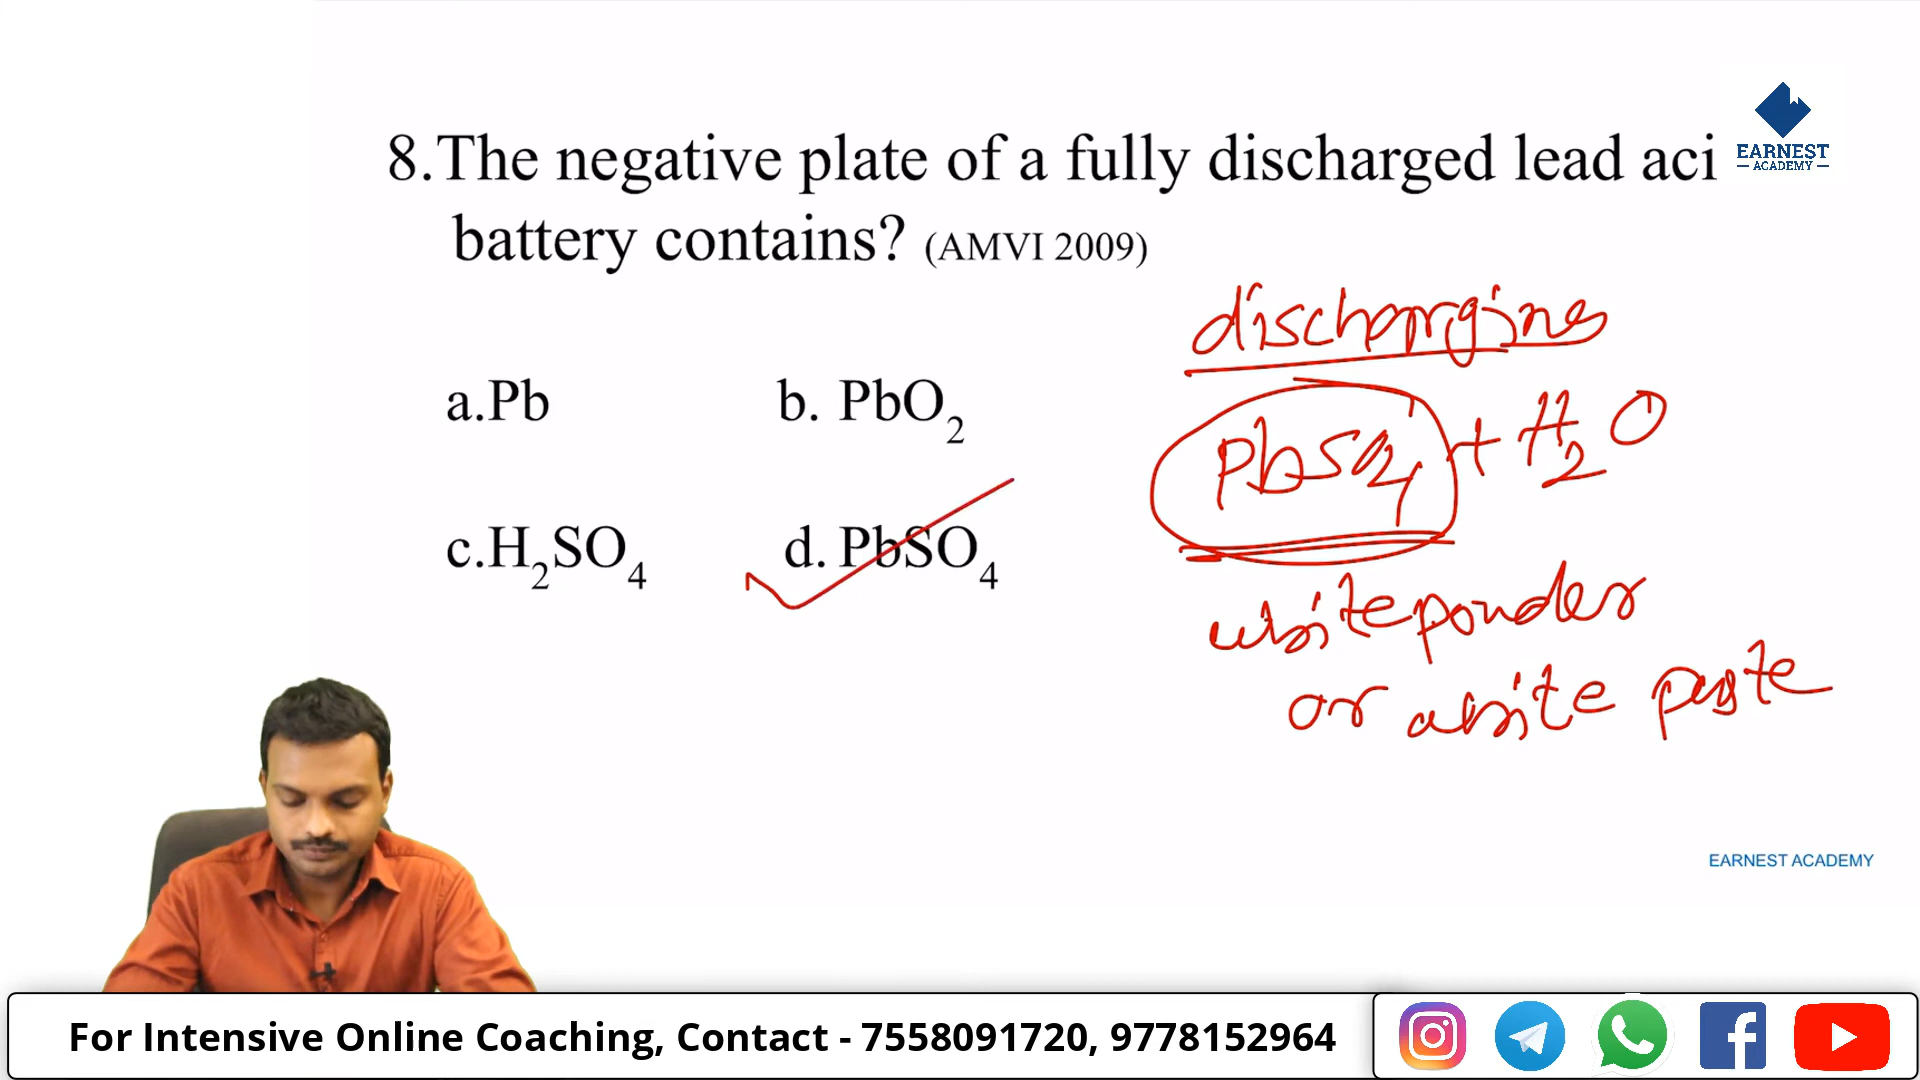 8.The negative plate of a fully discharged lead aci
battery contains? (AMVI 2009)
a.Pb
b. PbO2
c.H2SO4
d. PbSO4
discharging
PbSO4 + H2O
white powder
or white paste
EARNEST
ACADEMY
EARNEST ACADEMY
For Intensive Online Coaching, Contact - 7558091720, 9778152964